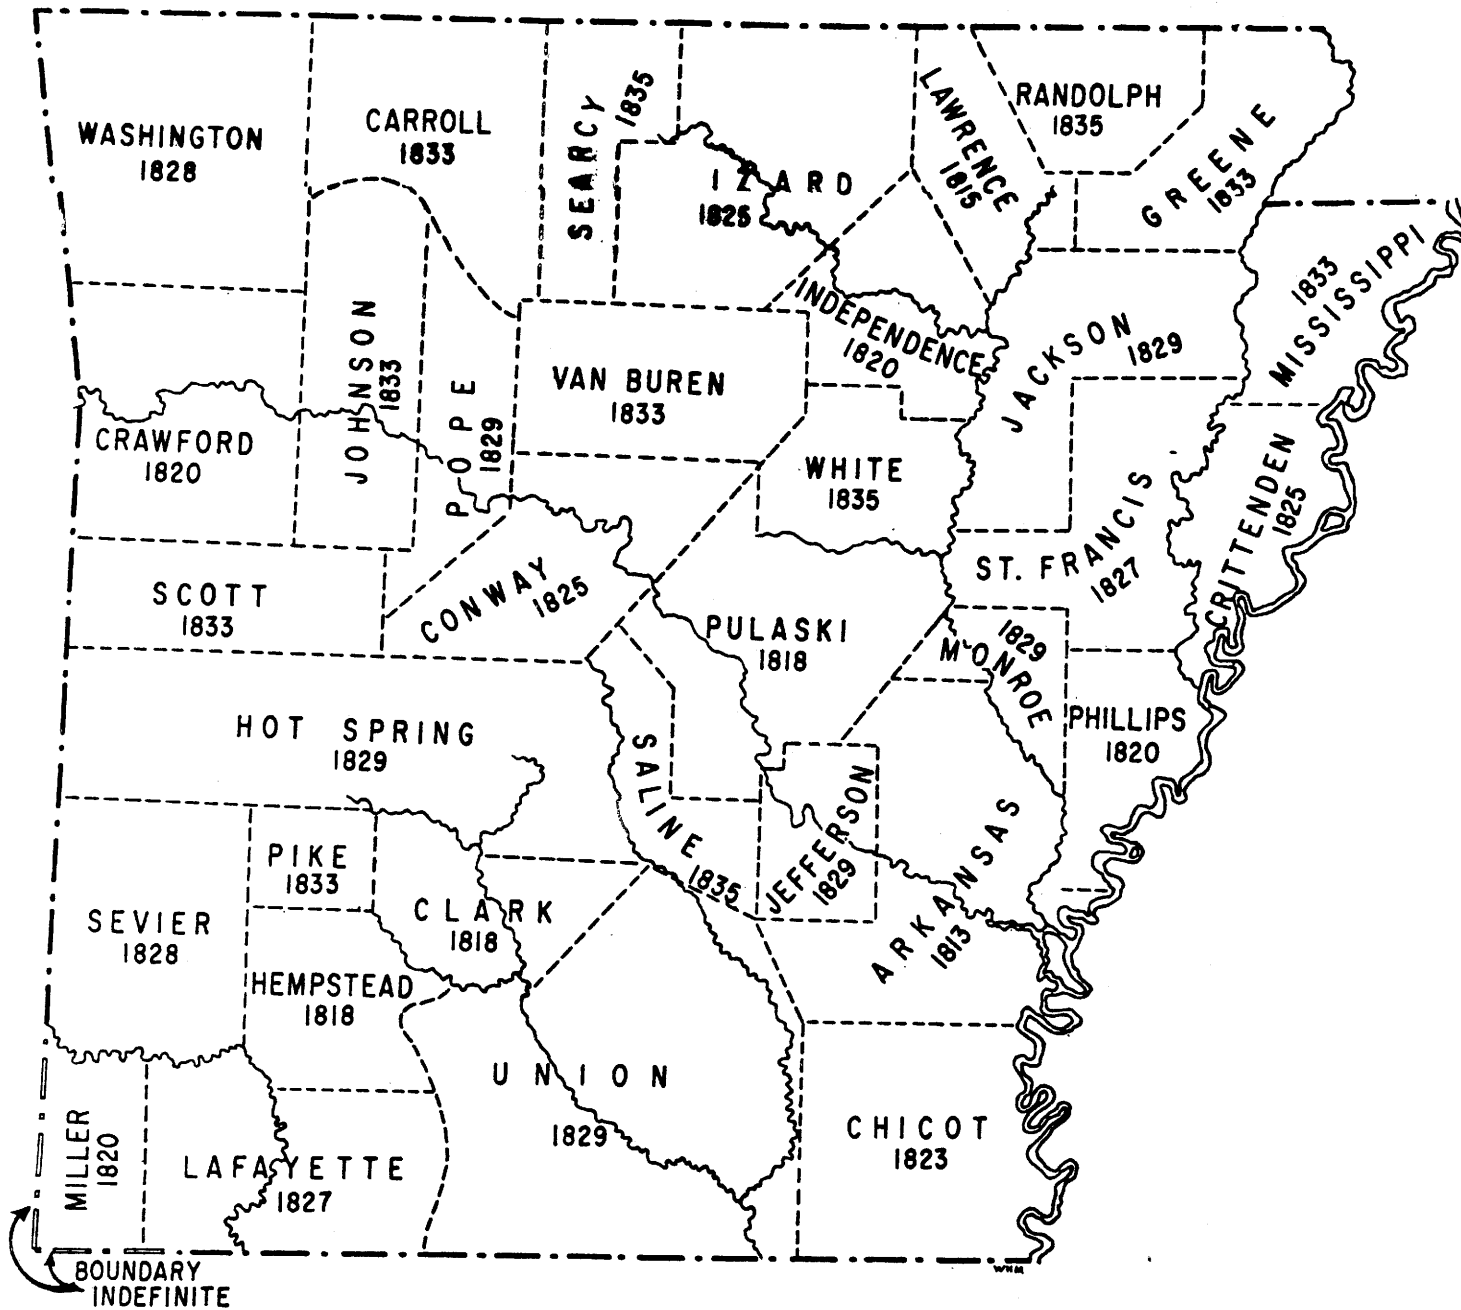 WASHINGTON
1828
CARROLL
1833
SEARCY
1835
IZARD
1825
LAWRENCE
1815
RANDOLPH
1835
GREENE
1833
MISSISSIPPI
1833
JOHNSON
1833
POPE
1829
VAN BUREN
1833
INDEPENDENCE
1820
JACKSON
1829
CRAWFORD
1820
WHITE
1835
CRITTENDEN
1825
ST. FRANCIS
1827
SCOTT
1833
CONWAY
1825
PULASKI
1818
1829
MONROE
PHILLIPS
1820
HOT SPRING
1829
SALINE
1835
JEFFERSON
1829
ARKANSAS
1813
PIKE
1833
SEVIER
1828
CLARK
1818
HEMPSTEAD
1818
UNION
1829
CHICOT
1823
MILLER
1820
LAFAYETTE
1827
BOUNDARY
INDEFINITE
WHM